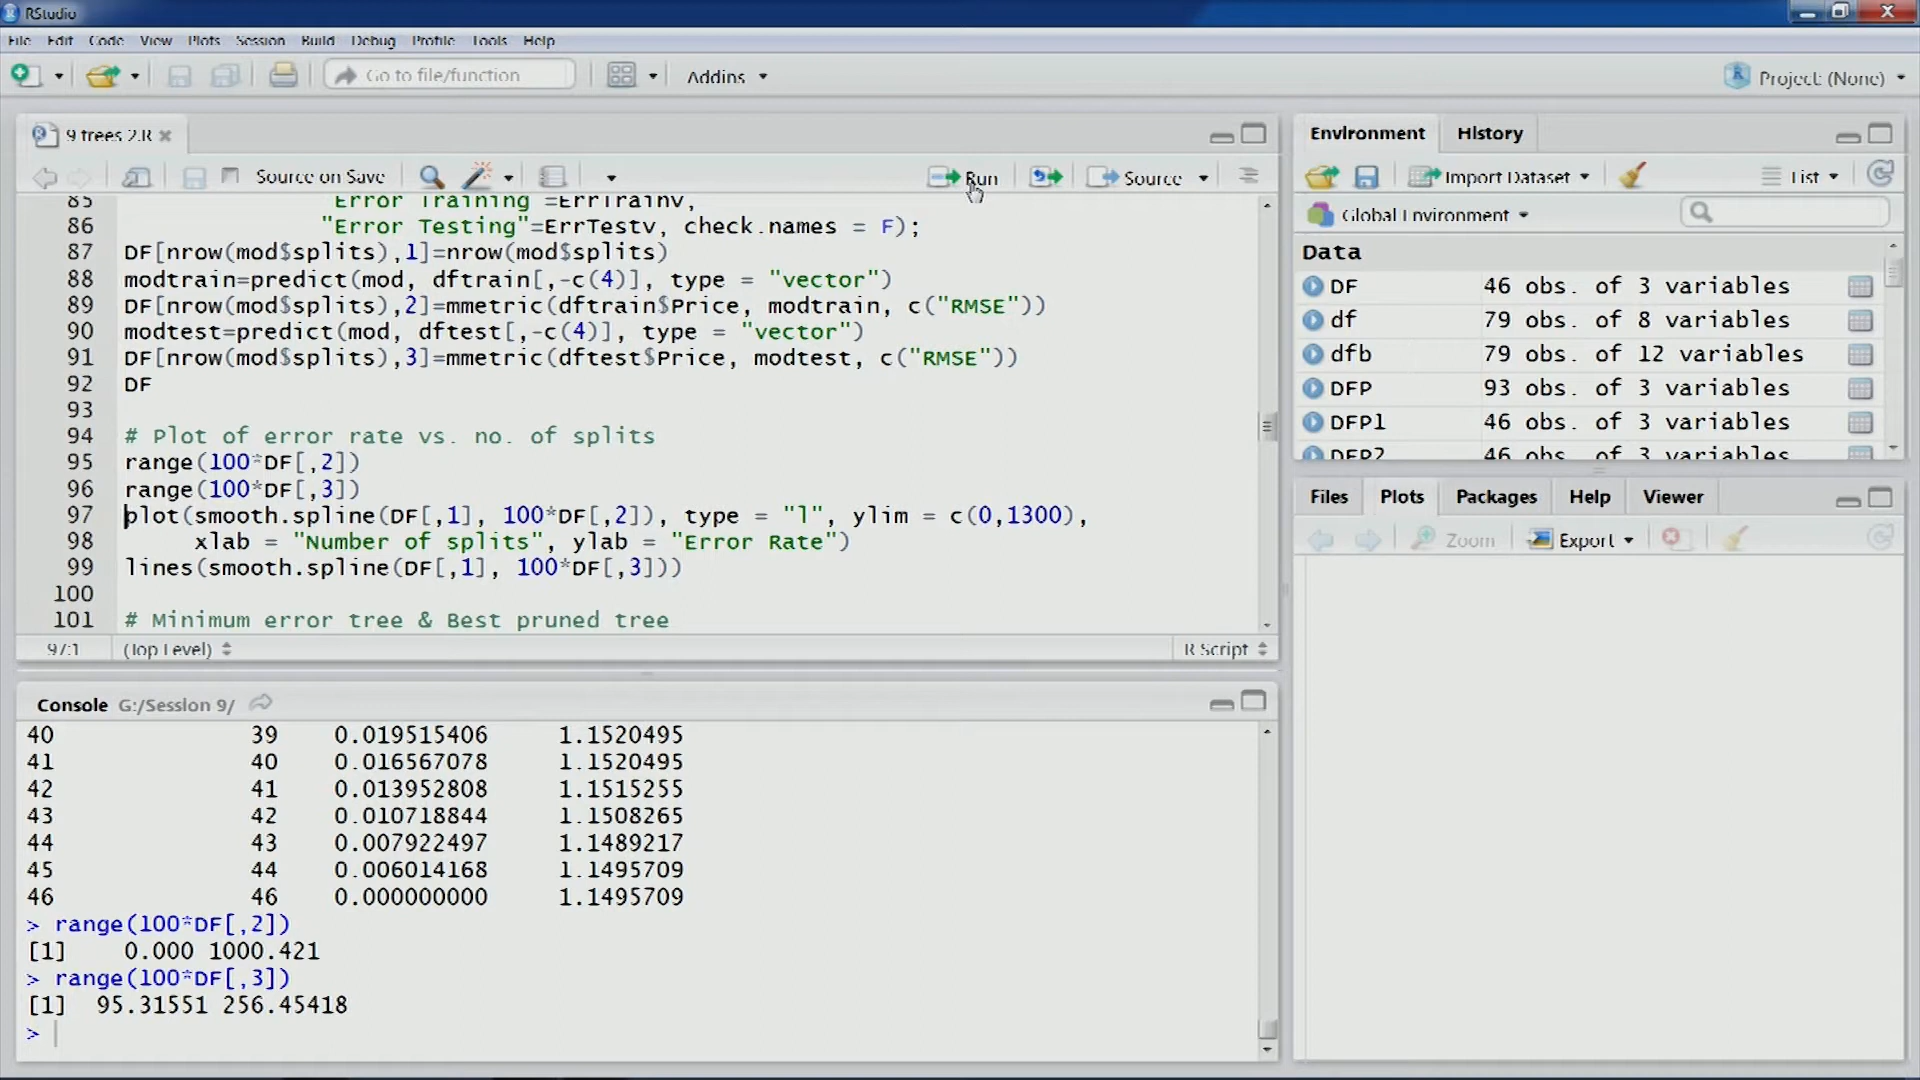 RStudio
File Edit Code View Plots Session Build Debug Profile Tools Help
Go to file/function
Addins
Project: (None)
9 trees 2.R
Source on Save
Run
Source
85 "Error Training"=ErrTrainv,
86 "Error Testing"=ErrTestv, check.names = F);
87 DF[nrow(mod$splits),1]=nrow(mod$splits)
88 modtrain=predict(mod, dftrain[,-c(4)], type = "vector")
89 DF[nrow(mod$splits),2]=mmetric(dftrain$Price, modtrain, c("RMSE"))
90 modtest=predict(mod, dftest[,-c(4)], type = "vector")
91 DF[nrow(mod$splits),3]=mmetric(dftest$Price, modtest, c("RMSE"))
92 DF
93
94 # Plot of error rate vs. no. of splits
95 range(100*DF[,2])
96 range(100*DF[,3])
97 plot(smooth.spline(DF[,1], 100*DF[,2]), type = "l", ylim = c(0,1300),
98 xlab = "Number of splits", ylab = "Error Rate")
99 lines(smooth.spline(DF[,1], 100*DF[,3]))
100
101 # Minimum error tree & Best pruned tree
97:1 (Top Level) R Script
Console G:/Session 9/
40 39 0.019515406 1.1520495
41 40 0.016567078 1.1520495
42 41 0.013952808 1.1515255
43 42 0.010718844 1.1508265
44 43 0.007922497 1.1489217
45 44 0.006014168 1.1495709
46 46 0.000000000 1.1495709
> range(100*DF[,2])
[1] 0.000 1000.421
> range(100*DF[,3])
[1] 95.31551 256.45418
>
Environment History
Import Dataset List
Global Environment
Data
DF 46 obs. of 3 variables
df 79 obs. of 8 variables
dfb 79 obs. of 12 variables
DFP 93 obs. of 3 variables
DFP1 46 obs. of 3 variables
DFP2 46 obs. of 3 variables
Files Plots Packages Help Viewer
Zoom Export